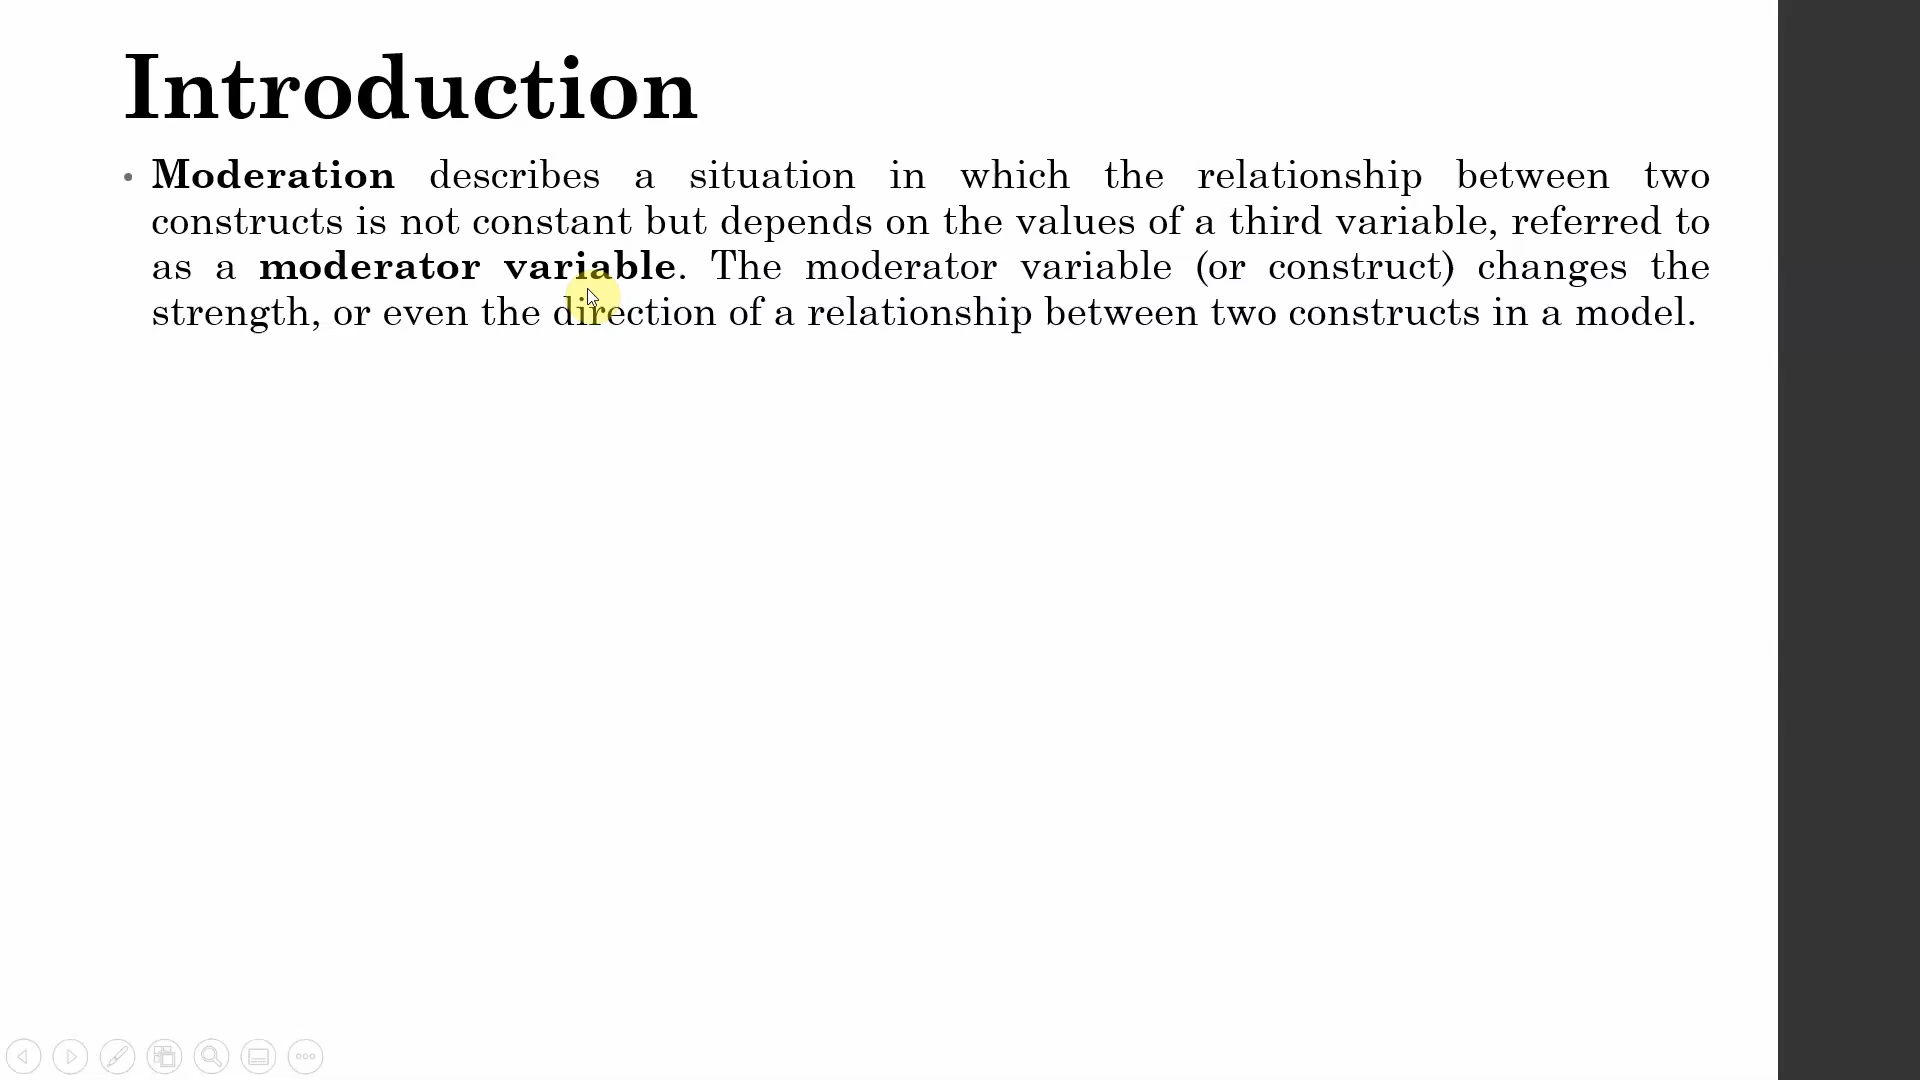 Introduction
• Moderation describes a situation in which the relationship between two
constructs is not constant but depends on the values of a third variable, referred to
as a moderator variable. The moderator variable (or construct) changes the
strength, or even the direction of a relationship between two constructs in a model.